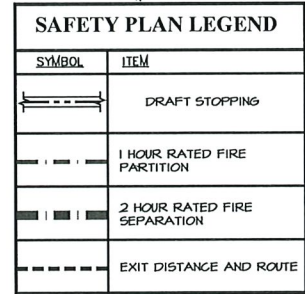 SAFETY PLAN LEGEND
SYMBOL ITEM
DRAFT STOPPING
1 HOUR RATED FIRE
PARTITION
2 HOUR RATED FIRE
SEPARATION
EXIT DISTANCE AND ROUTE